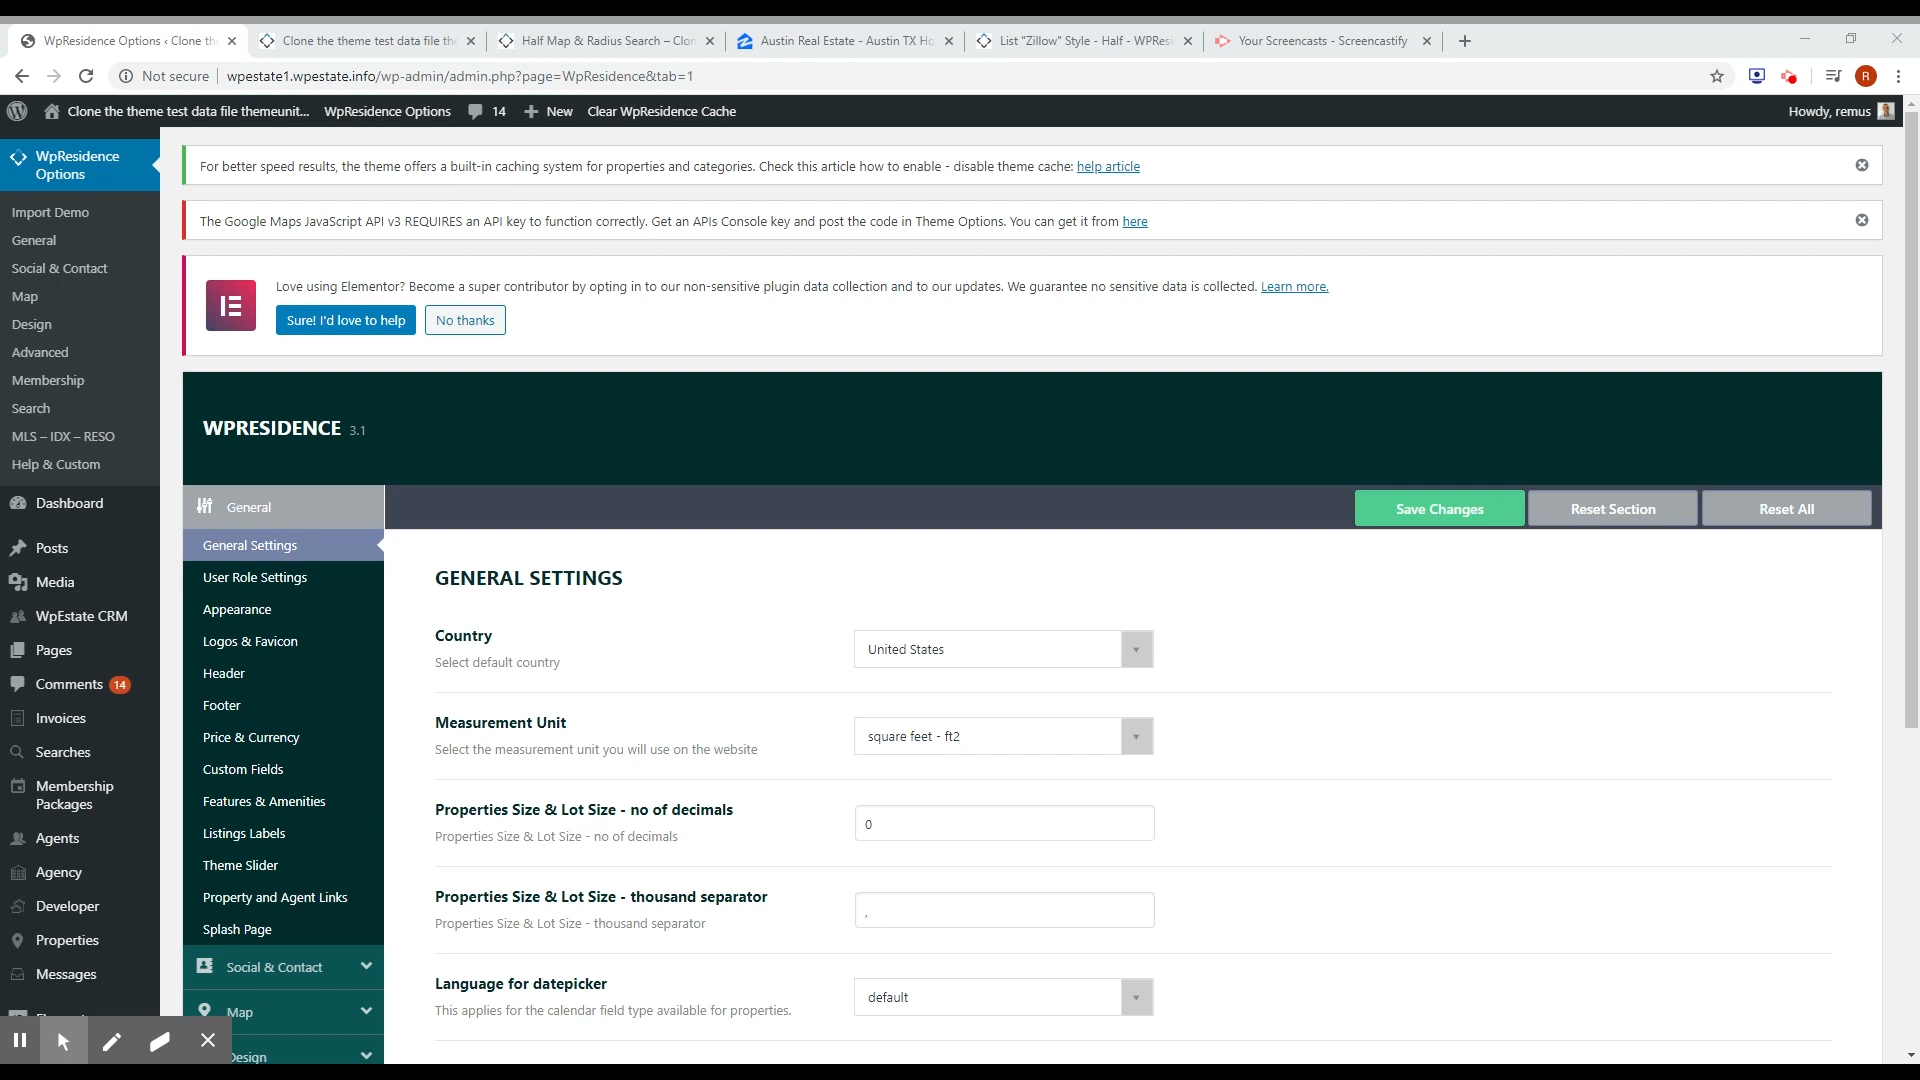 WpResidence Options ‹ Clone th
Clone the theme test data file the
Half Map & Radius Search – Clon
Austin Real Estate - Austin TX Ho
List "Zillow" Style - Half - WPResi
Your Screencasts - Screencastify
Not secure
wpestate1.wpestate.info/wp-admin/admin.php?page=WpResidence&tab=1
R
Clone the theme test data file themeunit...
WpResidence Options
14
New
Clear WpResidence Cache
Howdy, remus
WpResidence
Options
Import Demo
General
Social & Contact
Map
Design
Advanced
Membership
Search
MLS – IDX – RESO
Help & Custom
Dashboard
Posts
Media
WpEstate CRM
Pages
Comments 14
Invoices
Searches
Membership
Packages
Agents
Agency
Developer
Properties
Messages
For better speed results, the theme offers a built-in caching system for properties and categories. Check this article how to enable - disable theme cache: help article
The Google Maps JavaScript API v3 REQUIRES an API key to function correctly. Get an APIs Console key and post the code in Theme Options. You can get it from here
Love using Elementor? Become a super contributor by opting in to our non-sensitive plugin data collection and to our updates. We guarantee no sensitive data is collected. Learn more.
Sure! I'd love to help
No thanks
WPRESIDENCE 3.1
General
Save Changes
Reset Section
Reset All
General Settings
User Role Settings
Appearance
Logos & Favicon
Header
Footer
Price & Currency
Custom Fields
Features & Amenities
Listings Labels
Theme Slider
Property and Agent Links
Splash Page
Social & Contact
Map
Design
GENERAL SETTINGS
Country
Select default country
United States
Measurement Unit
Select the measurement unit you will use on the website
square feet - ft2
Properties Size & Lot Size - no of decimals
Properties Size & Lot Size - no of decimals
0
Properties Size & Lot Size - thousand separator
Properties Size & Lot Size - thousand separator
,
Language for datepicker
This applies for the calendar field type available for properties.
default